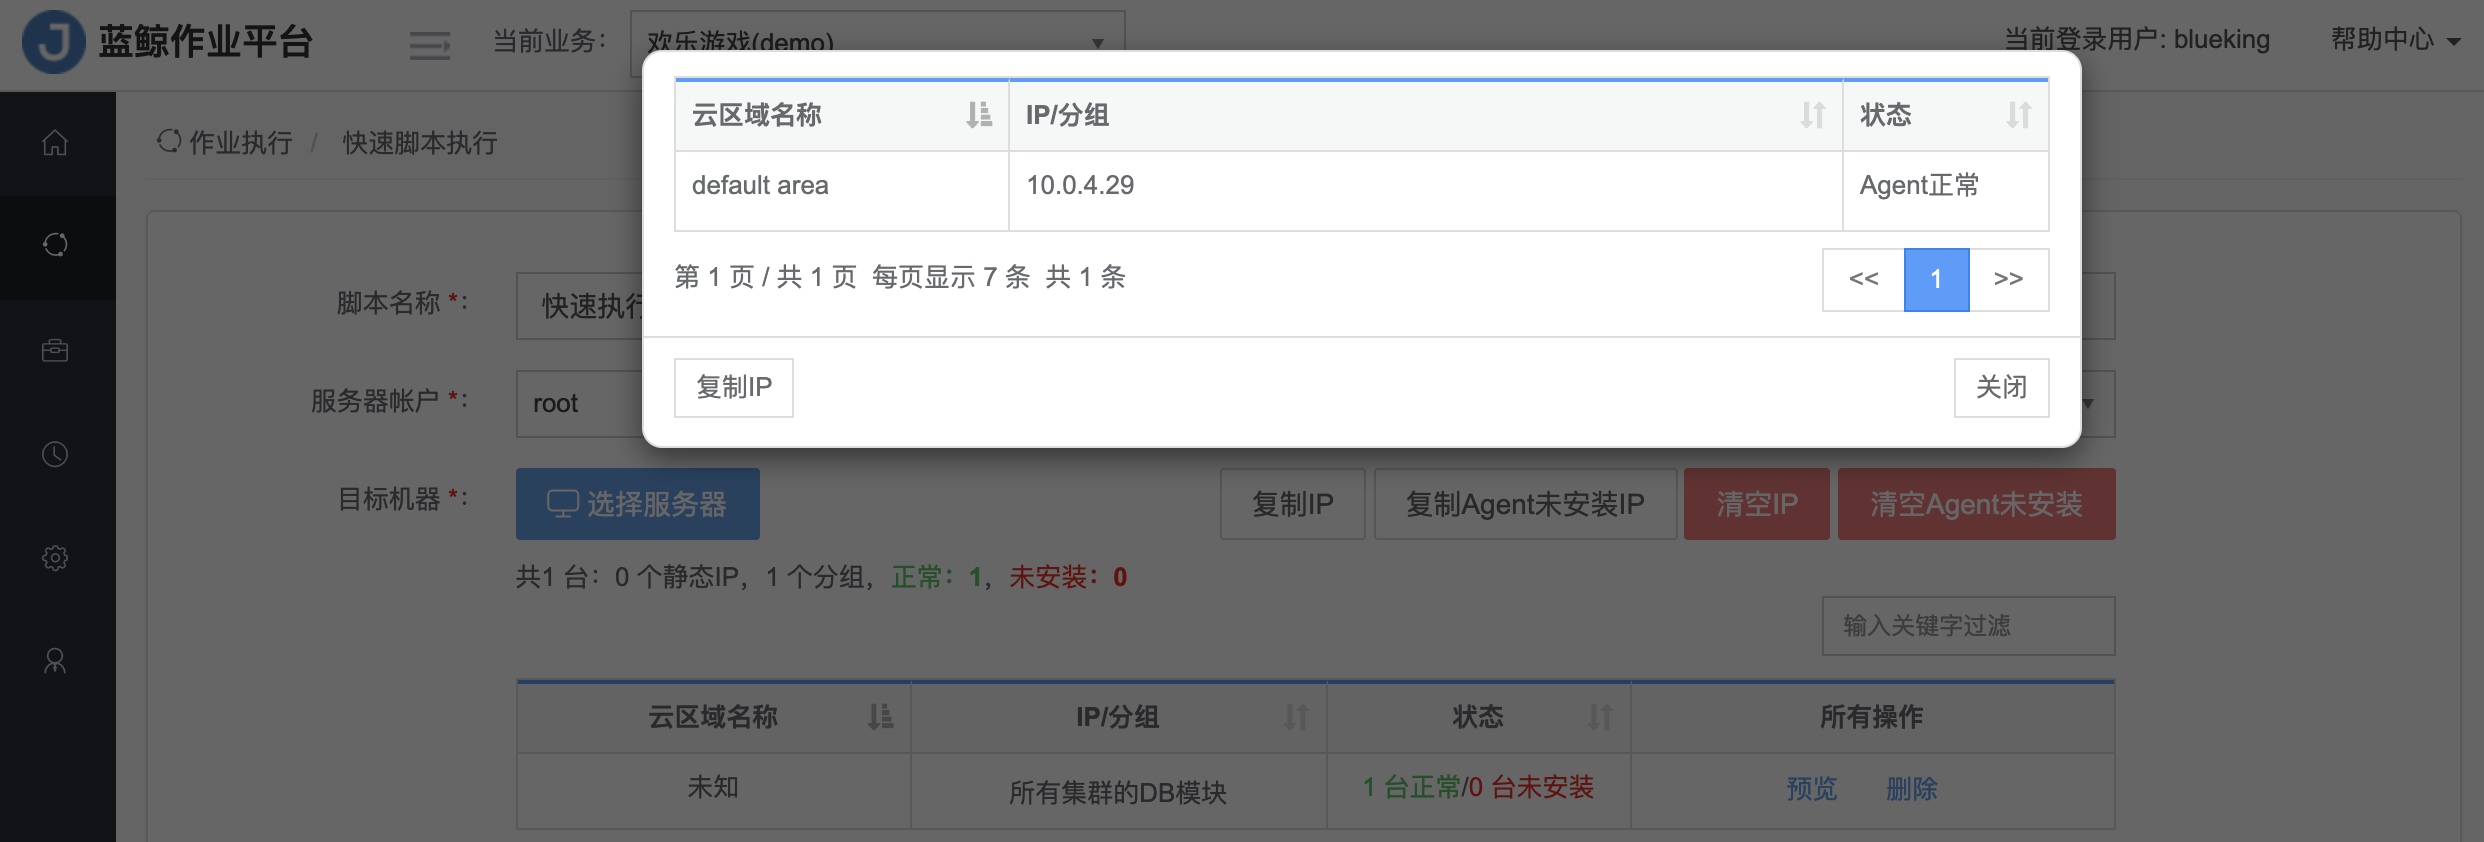 蓝鲸作业平台
当前业务：
欢乐游戏(demo)
当前登录用户: blueking
帮助中心
云区域名称 IP/分组 状态
default area 10.0.4.29 Agent正常
第 1 页 / 共 1 页 每页显示 7 条 共 1 条
<< 1 >>
复制IP 关闭
作业执行 / 快速脚本执行
脚本名称 *： 快速执行
服务器帐户 *： root
目标机器 *： 选择服务器 复制IP 复制Agent未安装IP 清空IP 清空Agent未安装
共1 台：0 个静态IP，1 个分组，正常：1，未安装：0
输入关键字过滤
云区域名称 IP/分组 状态 所有操作
未知 所有集群的DB模块 1 台正常/0 台未安装 预览 删除